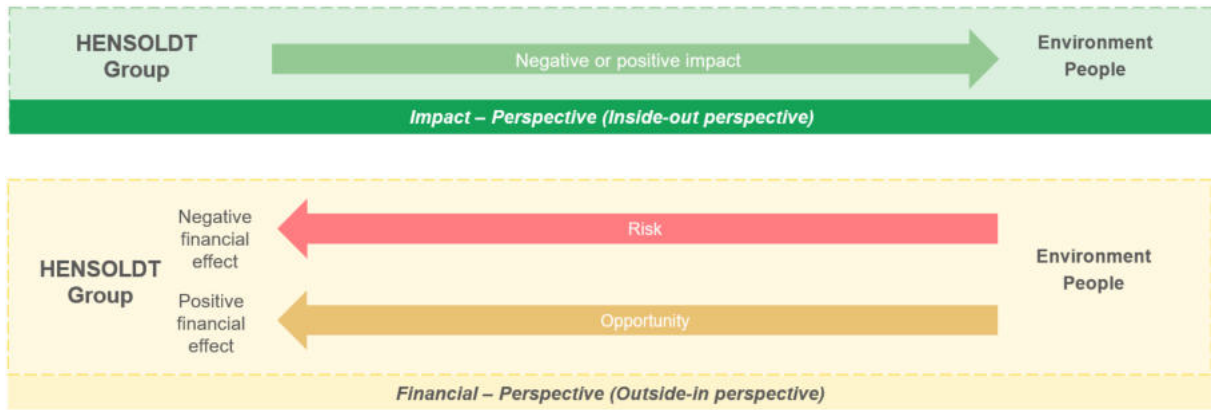 HENSOLDT
Group
Negative or positive impact
Environment
People
Impact – Perspective (Inside-out perspective)
HENSOLDT
Group
Negative
financial
effect
Risk
Positive
financial
effect
Opportunity
Environment
People
Financial – Perspective (Outside-in perspective)